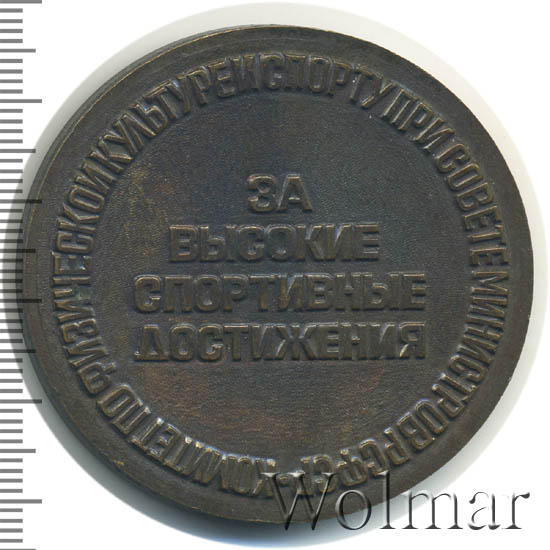 КОМИТЕТ ПО ФИЗИЧЕСКОЙ КУЛЬТУРЕ И СПОРТУ ПРИ СОВЕТЕ МИНИСТРОВ РСФСР
ЗА
ВЫСОКИЕ
СПОРТИВНЫЕ
ДОСТИЖЕНИЯ
Wolmar